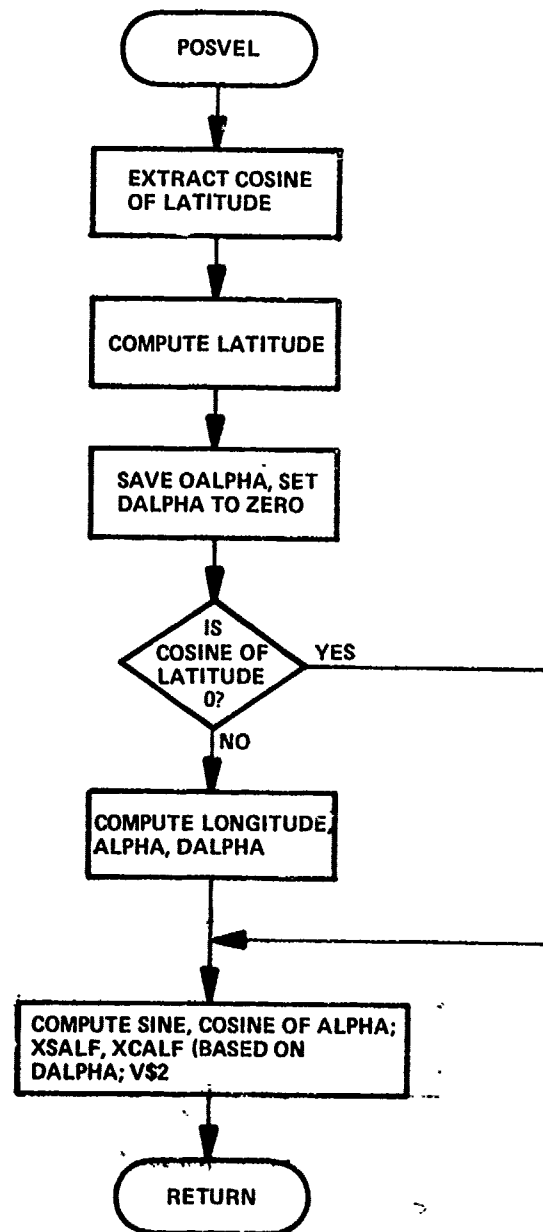 POSVEL
EXTRACT COSINE
OF LATITUDE
COMPUTE LATITUDE
SAVE OALPHA, SET
DALPHA TO ZERO
IS
COSINE OF
LATITUDE
0?
YES
NO
COMPUTE LONGITUDE,
ALPHA, DALPHA
COMPUTE SINE, COSINE OF ALPHA;
XSALF, XCALF (BASED ON
DALPHA; V$2
RETURN